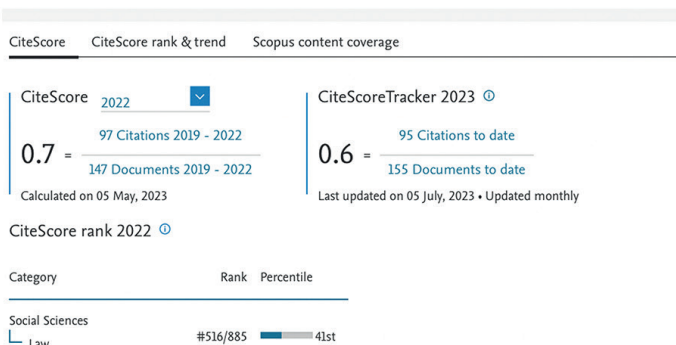 CiteScore CiteScore rank & trend Scopus content coverage
CiteScore 2022
0.7 = 97 Citations 2019 - 2022
147 Documents 2019 - 2022
Calculated on 05 May, 2023
CiteScoreTracker 2023
0.6 = 95 Citations to date
155 Documents to date
Last updated on 05 July, 2023 • Updated monthly
CiteScore rank 2022
Category Rank Percentile
Social Sciences
Law #516/885 41st